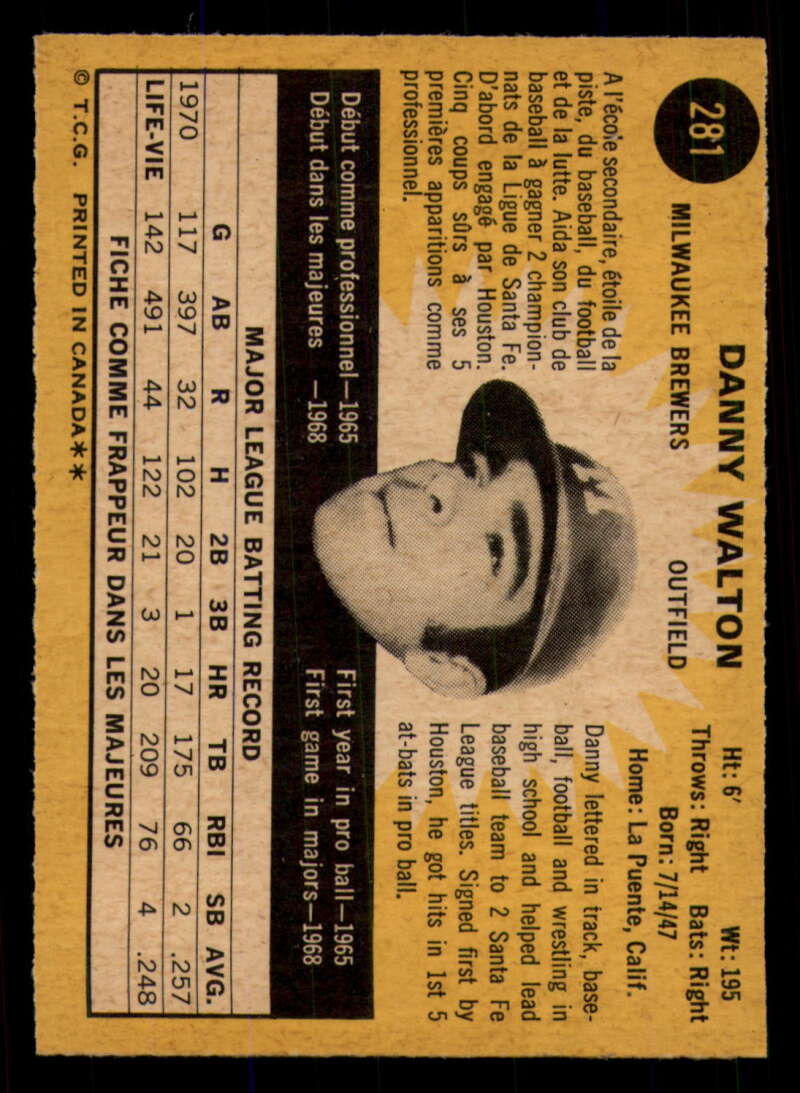 281
DANNY WALTON
MILWAUKEE BREWERS OUTFIELD
Ht: 6' Wt: 195
Throws: Right Bats: Right
Born: 7/14/47
Home: La Puente, Calif.
A l'école secondaire, étoile de la
piste, du baseball, du football
et de la lutte. Aida son club de
baseball à gagner 2 champion-
nats de la Ligue de Santa Fe.
D'abord engagé par Houston.
Cinq coups sûrs à ses 5
premières apparitions comme
professionnel.
Danny lettered in track, base-
ball, football and wrestling in
high school and helped lead
baseball team to 2 Santa Fe
League titles. Signed first by
Houston, he got hits in 1st 5
at-bats in pro ball.
Début comme professionnel—1965
Début dans les majeures —1968
First year in pro ball—1965
First game in majors—1968
MAJOR LEAGUE BATTING RECORD
G AB R H 2B 3B HR TB RBI SB AVG.
1970 117 397 32 102 20 1 17 175 66 2 .257
LIFE-VIE 142 491 44 122 21 3 20 209 76 4 .248
FICHE COMME FRAPPEUR DANS LES MAJEURES
© T.C.G. PRINTED IN CANADA**